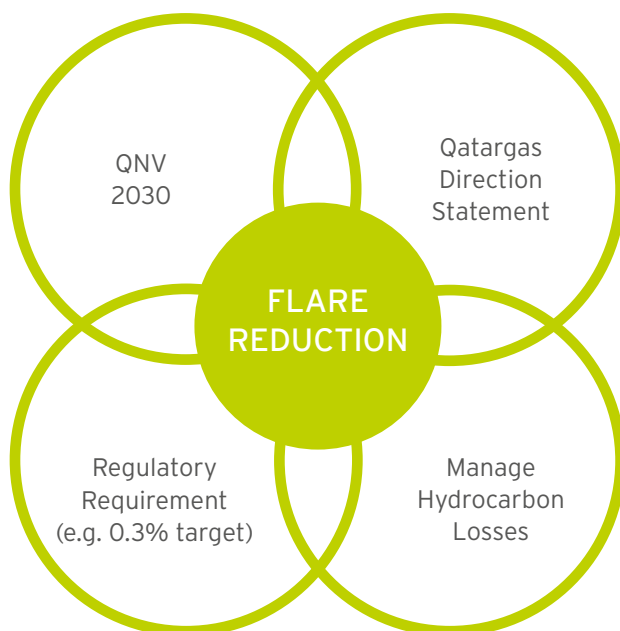 QNV
2030
Qatargas
Direction
Statement
FLARE
REDUCTION
Regulatory
Requirement
(e.g. 0.3% target)
Manage
Hydrocarbon
Losses